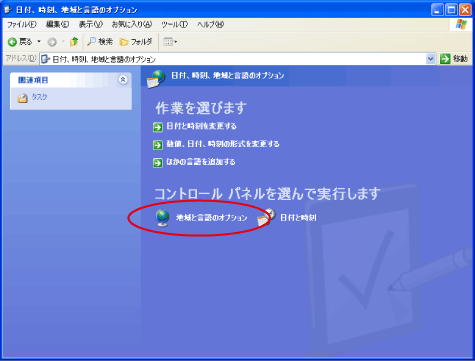 日付、時刻、地域と言語のオプション
ファイル(F) 編集(E) 表示(V) お気に入り(A) ツール(T) ヘルプ(H)
戻る 検索 フォルダ
アドレス(D) 日付、時刻、地域と言語のオプション 移動
関連項目
タスク
日付、時刻、地域と言語のオプション
作業を選びます
日付と時刻を変更する
数値、日付、時刻の形式を変更する
ほかの言語を追加する
コントロール パネルを選んで実行します
地域と言語のオプション 日付と時刻